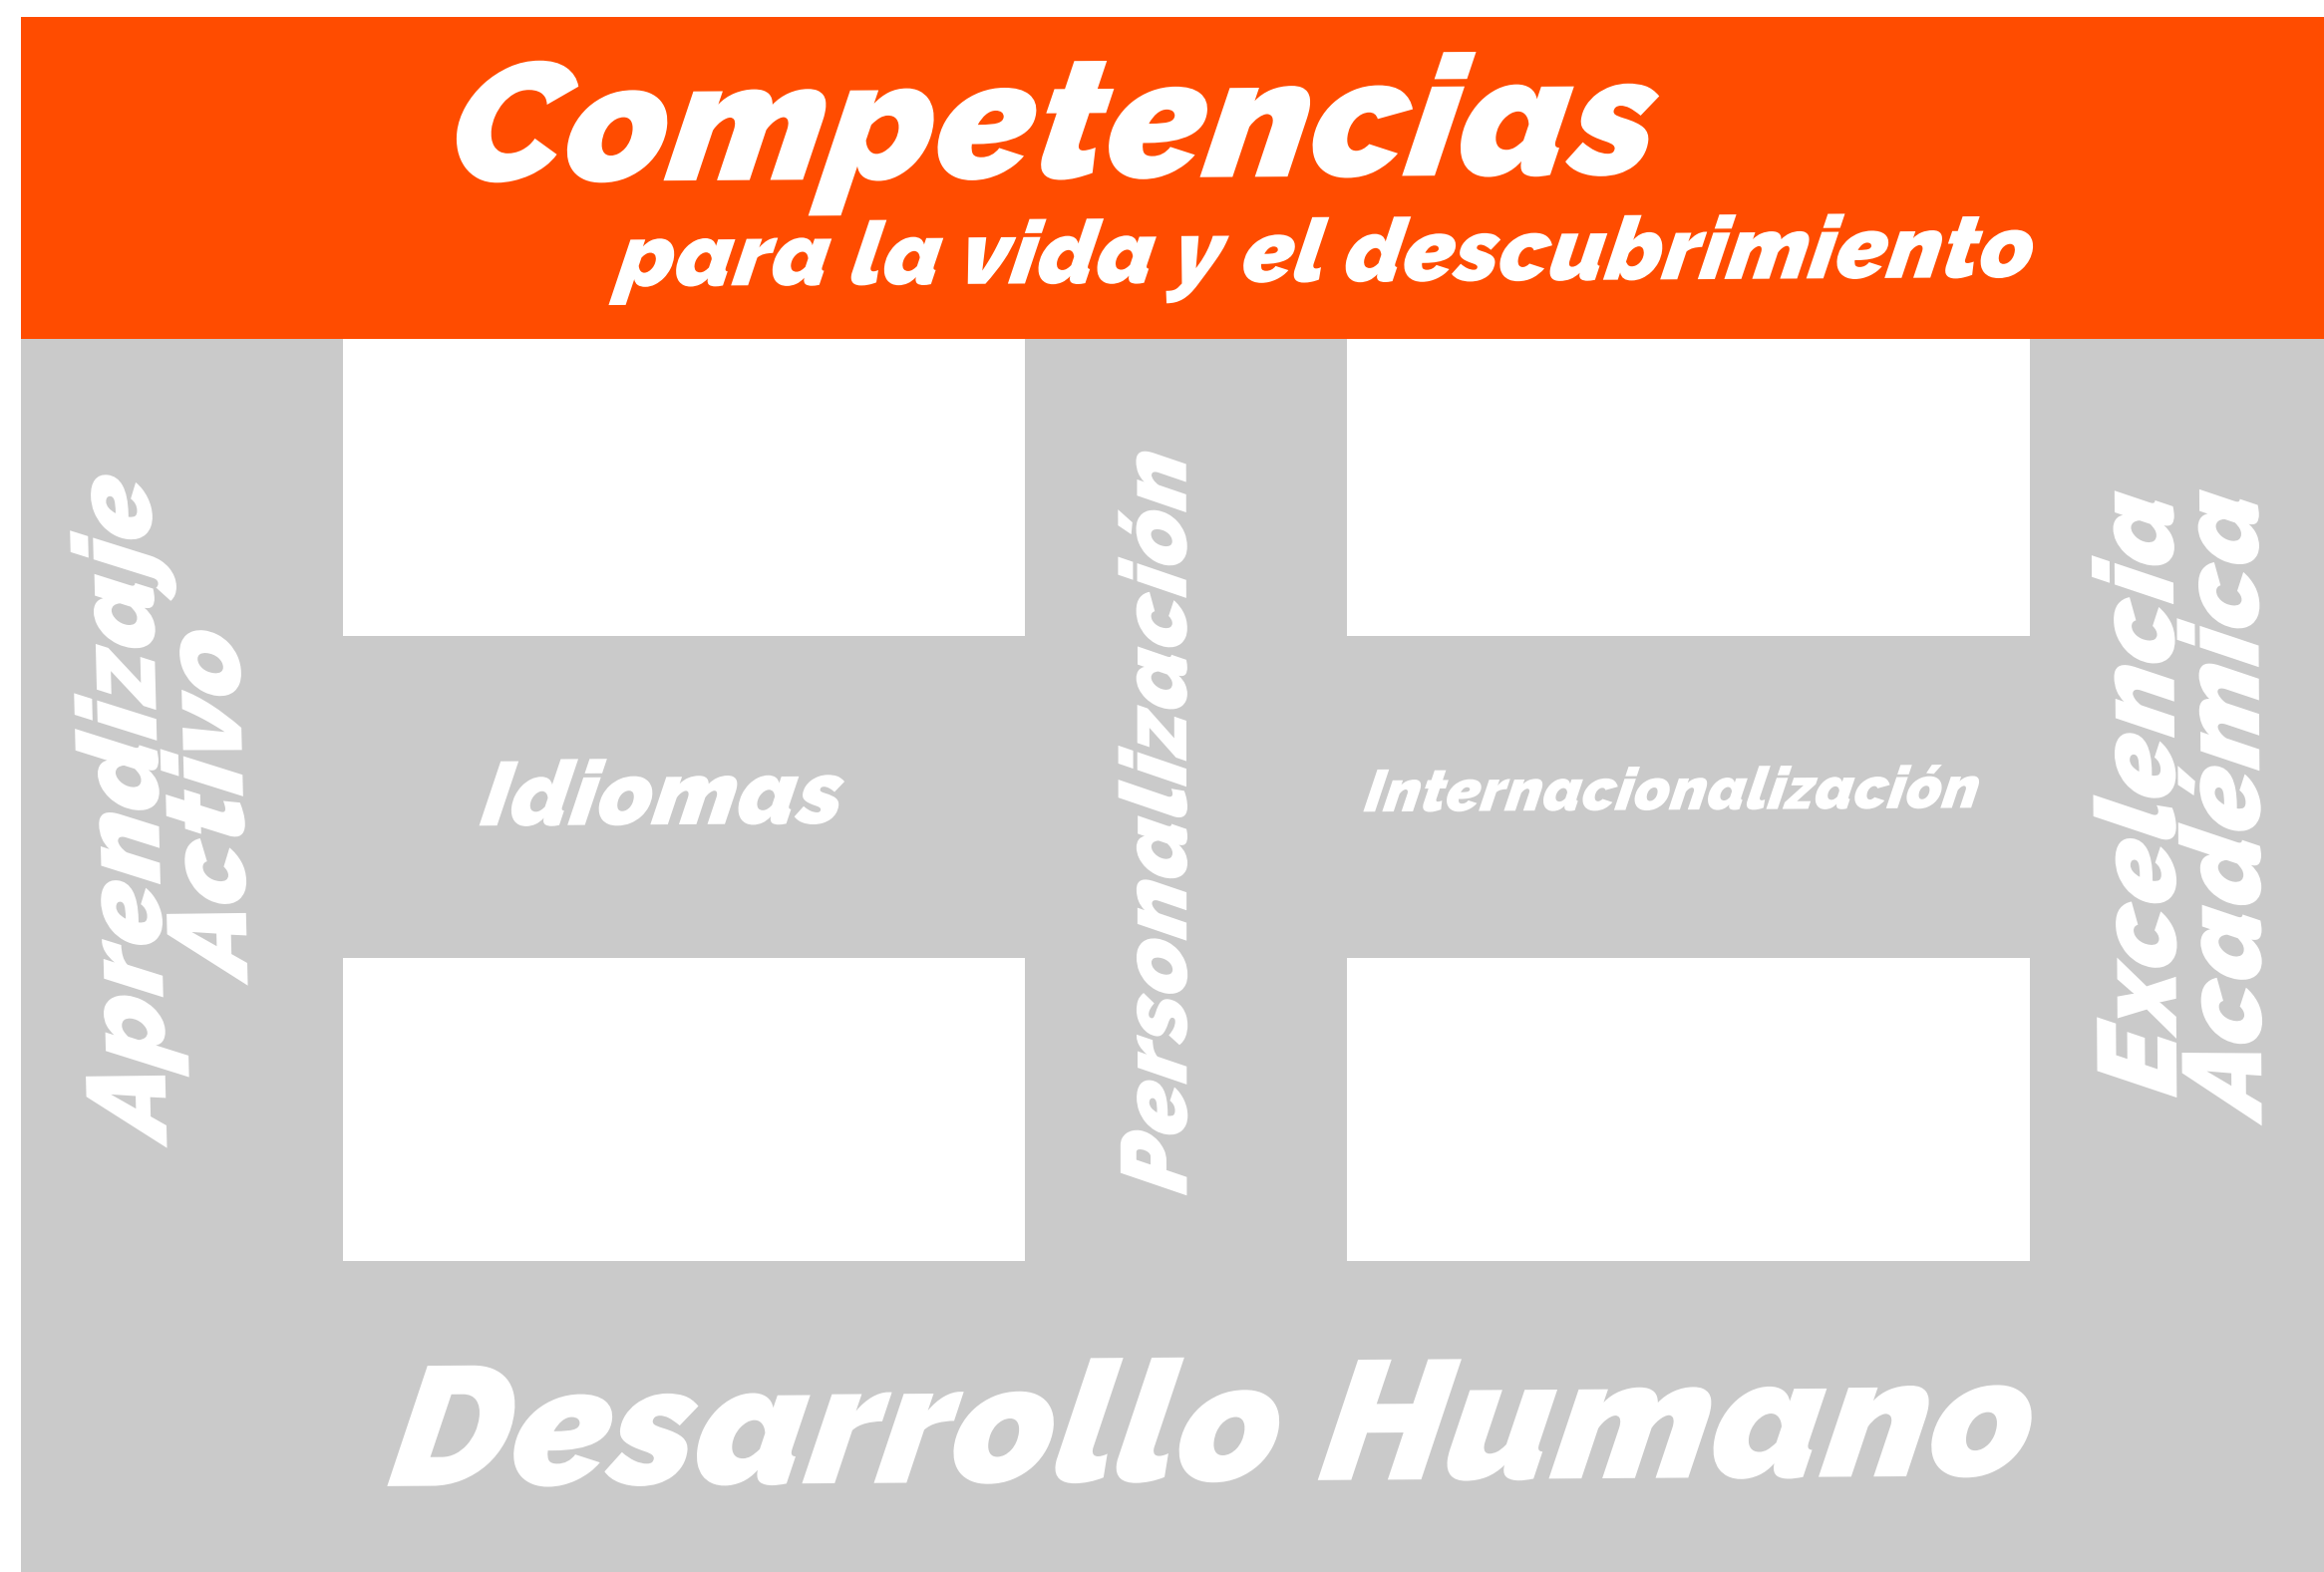 Competencias
para la vida y el descubrimiento
Aprendizaje
Activo
Idiomas
Personalización
Internacionalización
Excelencia
Académica
Desarrollo Humano